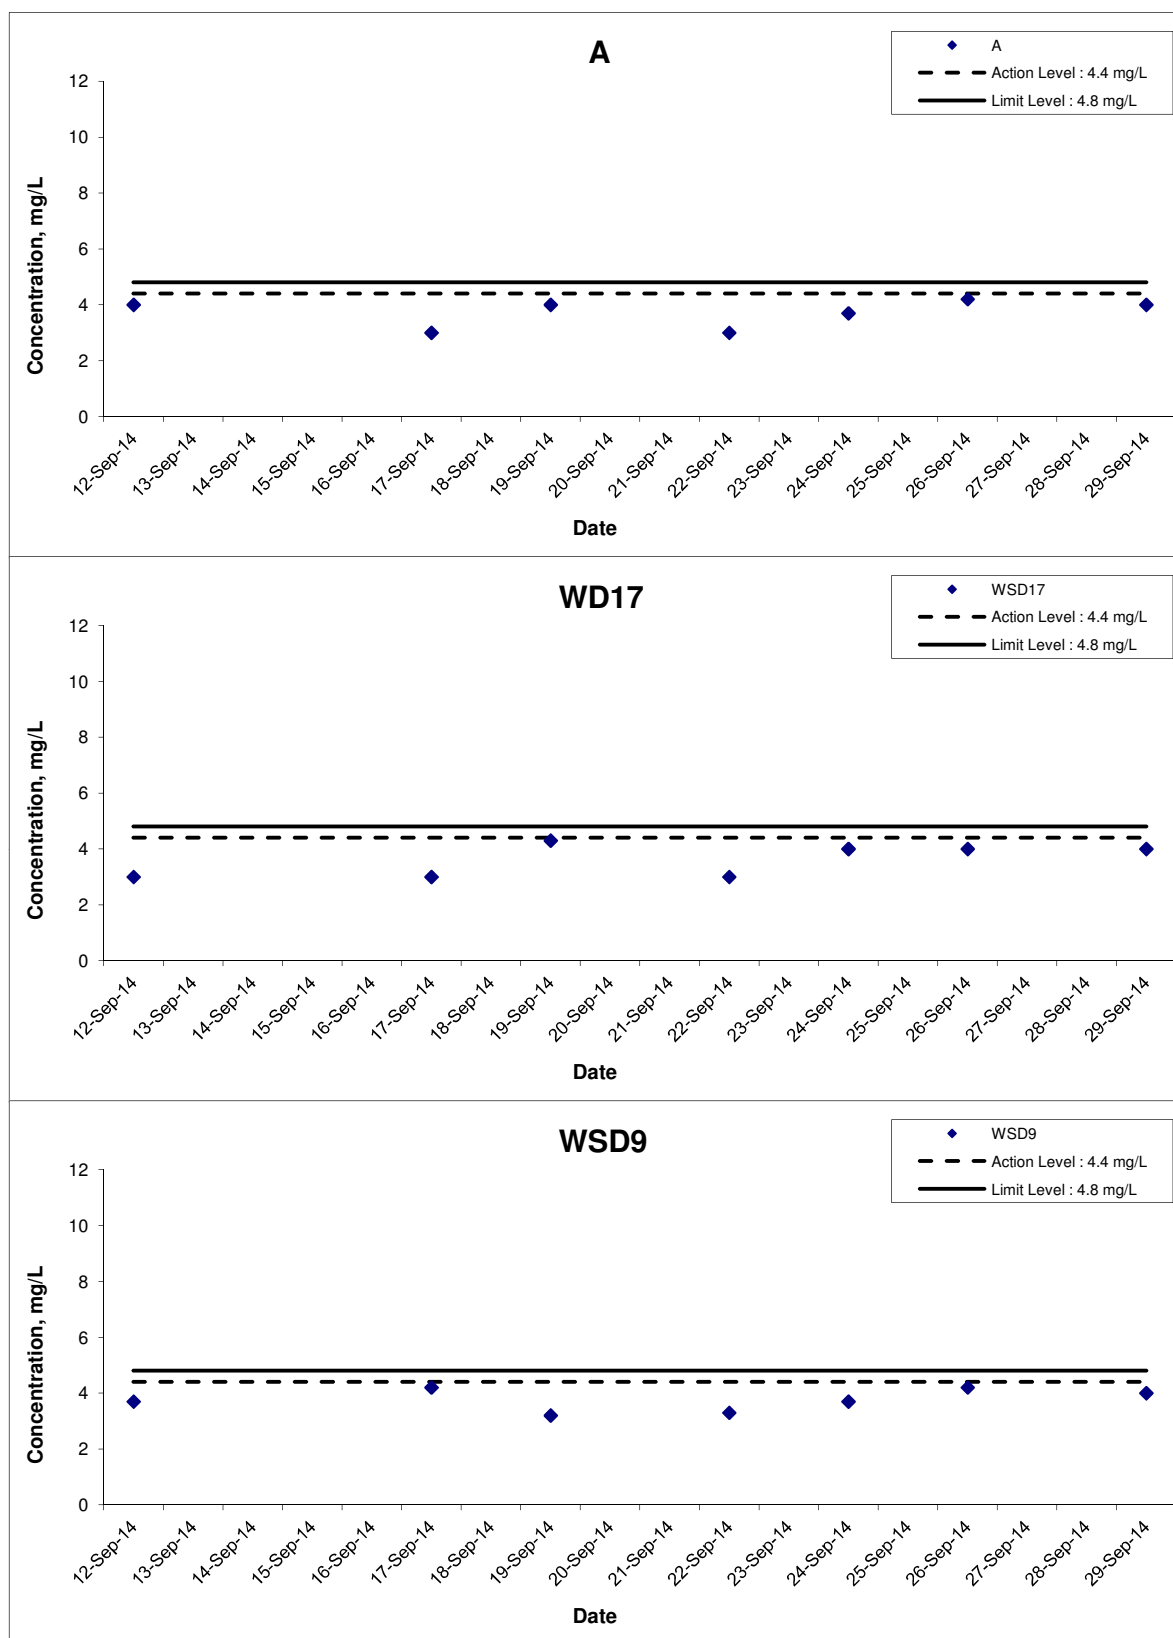 A
A
Action Level : 4.4 mg/L
Limit Level : 4.8 mg/L
Concentration, mg/L
12
10
8
6
4
2
0
12-Sep-14
13-Sep-14
14-Sep-14
15-Sep-14
16-Sep-14
17-Sep-14
18-Sep-14
19-Sep-14
20-Sep-14
21-Sep-14
22-Sep-14
23-Sep-14
24-Sep-14
25-Sep-14
26-Sep-14
27-Sep-14
28-Sep-14
29-Sep-14
Date
WD17
WSD17
Action Level : 4.4 mg/L
Limit Level : 4.8 mg/L
Concentration, mg/L
12
10
8
6
4
2
0
12-Sep-14
13-Sep-14
14-Sep-14
15-Sep-14
16-Sep-14
17-Sep-14
18-Sep-14
19-Sep-14
20-Sep-14
21-Sep-14
22-Sep-14
23-Sep-14
24-Sep-14
25-Sep-14
26-Sep-14
27-Sep-14
28-Sep-14
29-Sep-14
Date
WSD9
WSD9
Action Level : 4.4 mg/L
Limit Level : 4.8 mg/L
Concentration, mg/L
12
10
8
6
4
2
0
12-Sep-14
13-Sep-14
14-Sep-14
15-Sep-14
16-Sep-14
17-Sep-14
18-Sep-14
19-Sep-14
20-Sep-14
21-Sep-14
22-Sep-14
23-Sep-14
24-Sep-14
25-Sep-14
26-Sep-14
27-Sep-14
28-Sep-14
29-Sep-14
Date